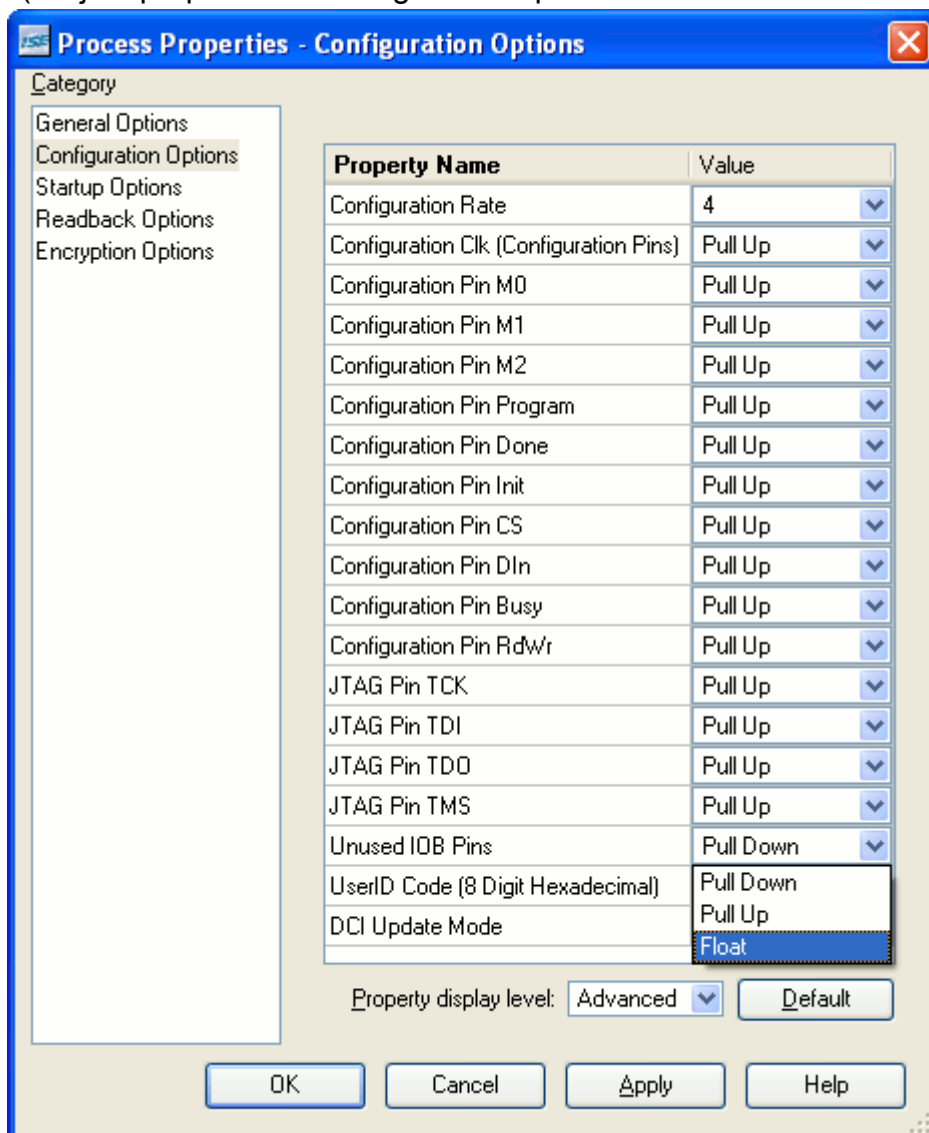 ISE Process Properties - Configuration Options
Category
General Options
Configuration Options
Startup Options
Readback Options
Encryption Options
Property Name Value
Configuration Rate 4
Configuration Clk (Configuration Pins) Pull Up
Configuration Pin M0 Pull Up
Configuration Pin M1 Pull Up
Configuration Pin M2 Pull Up
Configuration Pin Program Pull Up
Configuration Pin Done Pull Up
Configuration Pin Init Pull Up
Configuration Pin CS Pull Up
Configuration Pin DIn Pull Up
Configuration Pin Busy Pull Up
Configuration Pin RdWr Pull Up
JTAG Pin TCK Pull Up
JTAG Pin TDI Pull Up
JTAG Pin TDO Pull Up
JTAG Pin TMS Pull Up
Unused IOB Pins Pull Down
UserID Code (8 Digit Hexadecimal) Pull Down
Pull Up
DCI Update Mode
Float
Property display level: Advanced Default
OK Cancel Apply Help